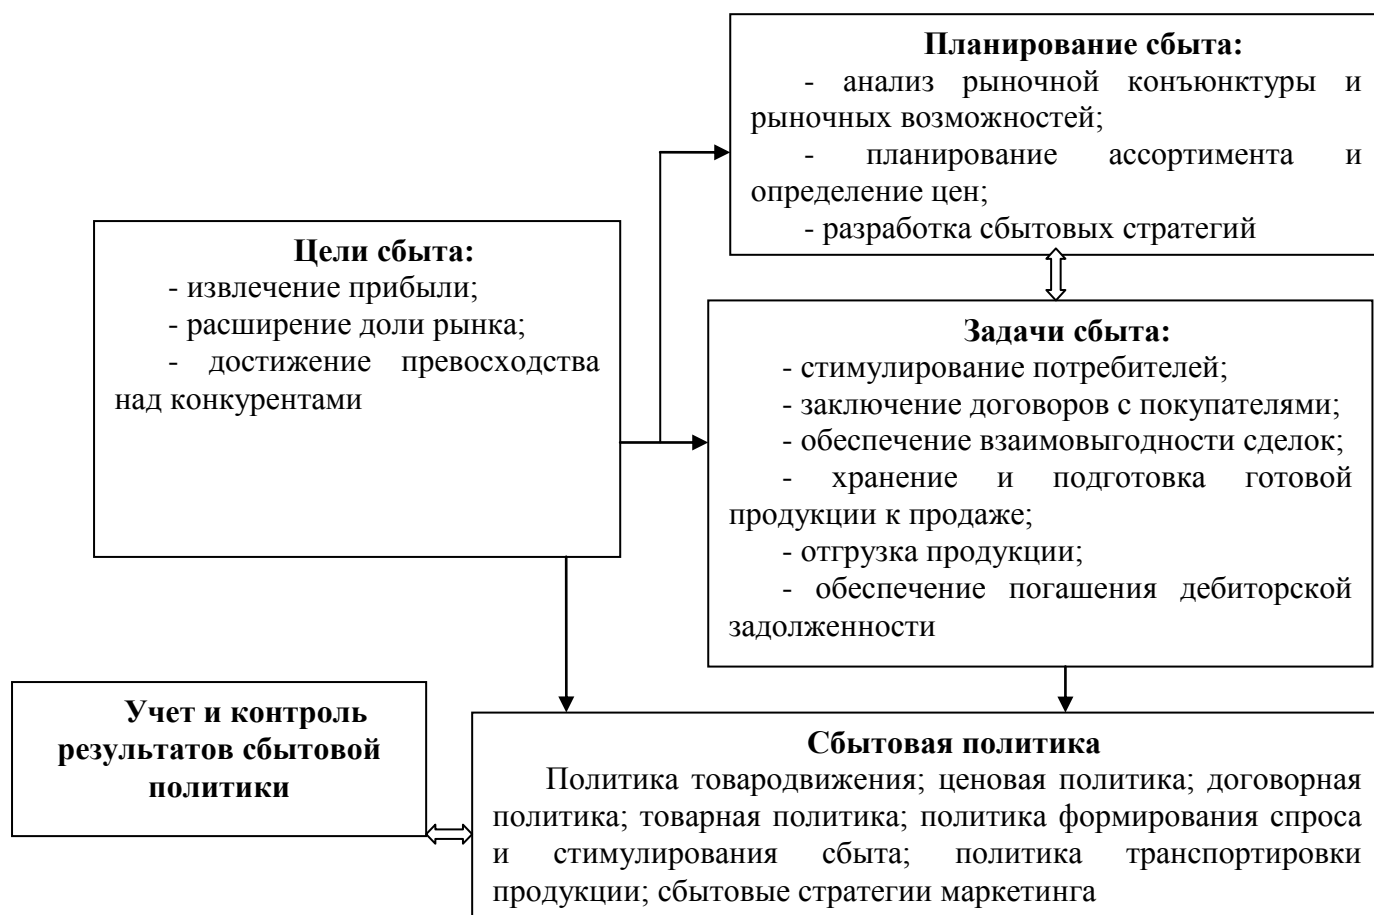 Планирование сбыта:
- анализ рыночной конъюнктуры и
рыночных возможностей;
- планирование ассортимента и
определение цен;
- разработка сбытовых стратегий
Цели сбыта:
- извлечение прибыли;
- расширение доли рынка;
- достижение превосходства
над конкурентами
Задачи сбыта:
- стимулирование потребителей;
- заключение договоров с покупателями;
- обеспечение взаимовыгодности сделок;
- хранение и подготовка готовой
продукции к продаже;
- отгрузка продукции;
- обеспечение погашения дебиторской
задолженности
Учет и контроль
результатов сбытовой
политики
Сбытовая политика
Политика товародвижения; ценовая политика; договорная
политика; товарная политика; политика формирования спроса
и стимулирования сбыта; политика транспортировки
продукции; сбытовые стратегии маркетинга